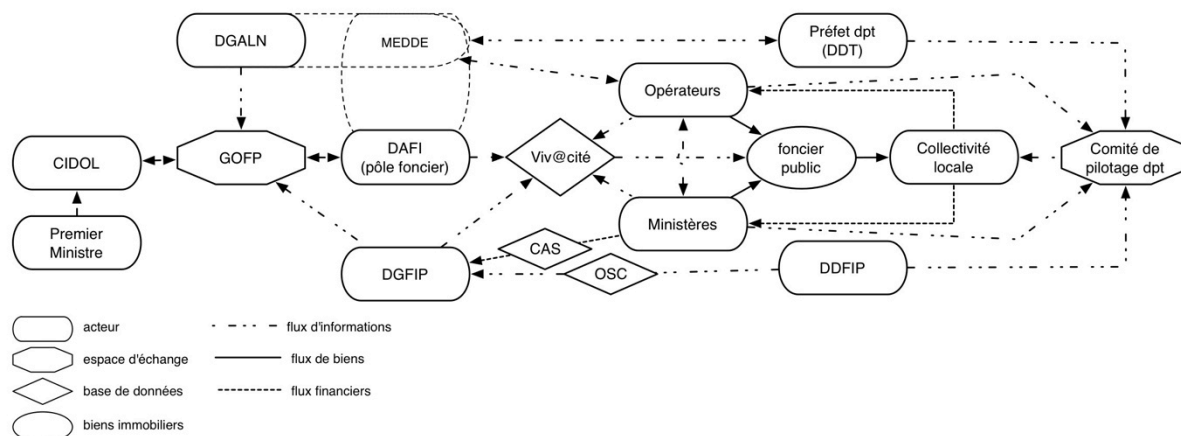 DGALN
MEDDE
Préfet dpt
(DDT)
Opérateurs
CIDOL
GOFP
DAFI
(pôle foncier)
Viv@cité
foncier
public
Collectivité
locale
Comité de
pilotage dpt
Premier
Ministre
Ministères
CAS
DGFIP
OSC
DDFIP
acteur
flux d'informations
espace d'échange
flux de biens
base de données
flux financiers
biens immobiliers